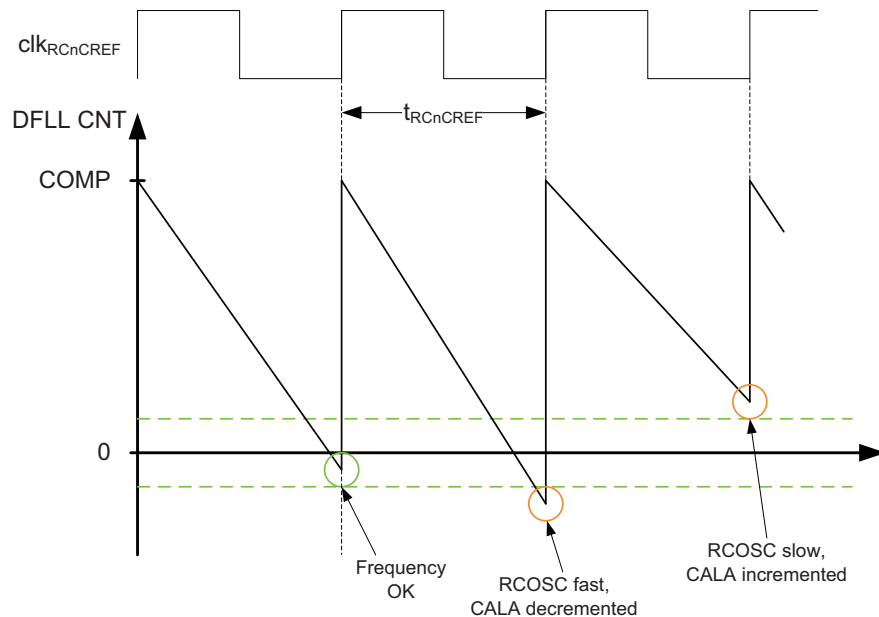 clkRCnCREF
DFLL CNT
tRCnCREF
COMP
0
Frequency
OK
RCOSC fast,
CALA decremented
RCOSC slow,
CALA incremented